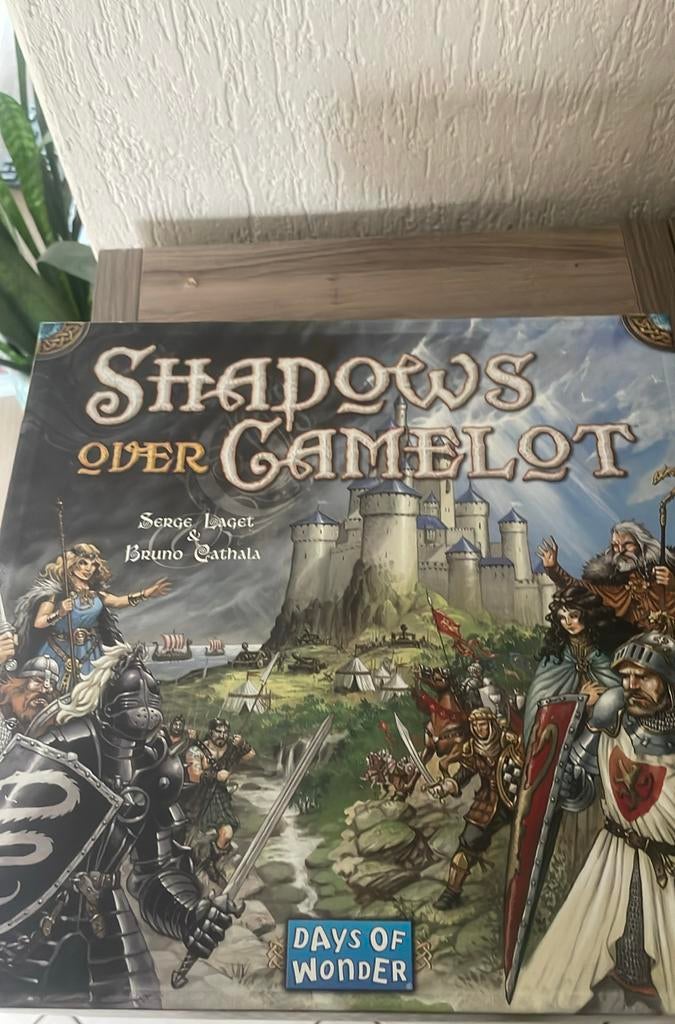 Shadows
over Camelot
Serge Laget
&
Bruno Cathala
DAYS OF
WONDER